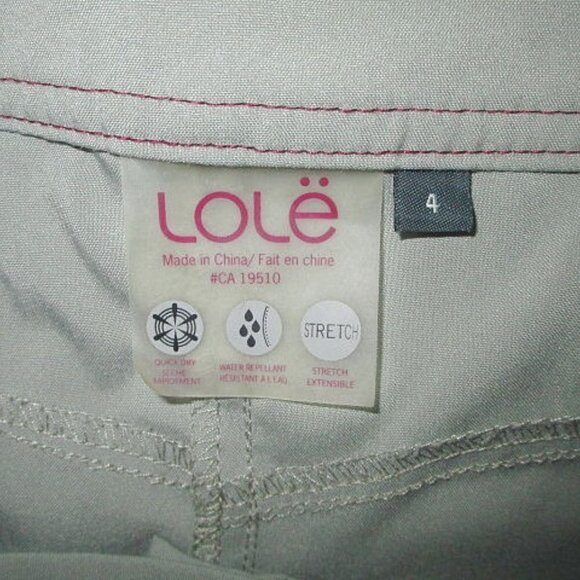 Lolë
4
Made in China/ Fait en chine
#CA 19510
STRETCH
QUICK DRY
SÈCHE
RAPIDEMENT
WATER REPELLANT
RÉSISTANT À L'EAU
STRETCH
EXTENSIBLE